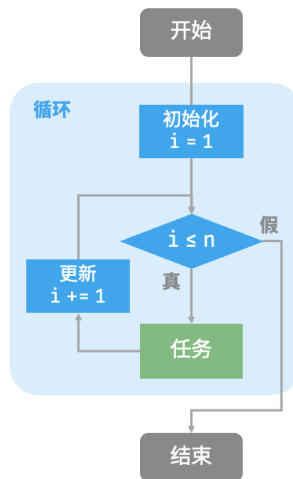 开始
循环
初始化
i = 1
i ≤ n
假
真
更新
i += 1
任务
结束